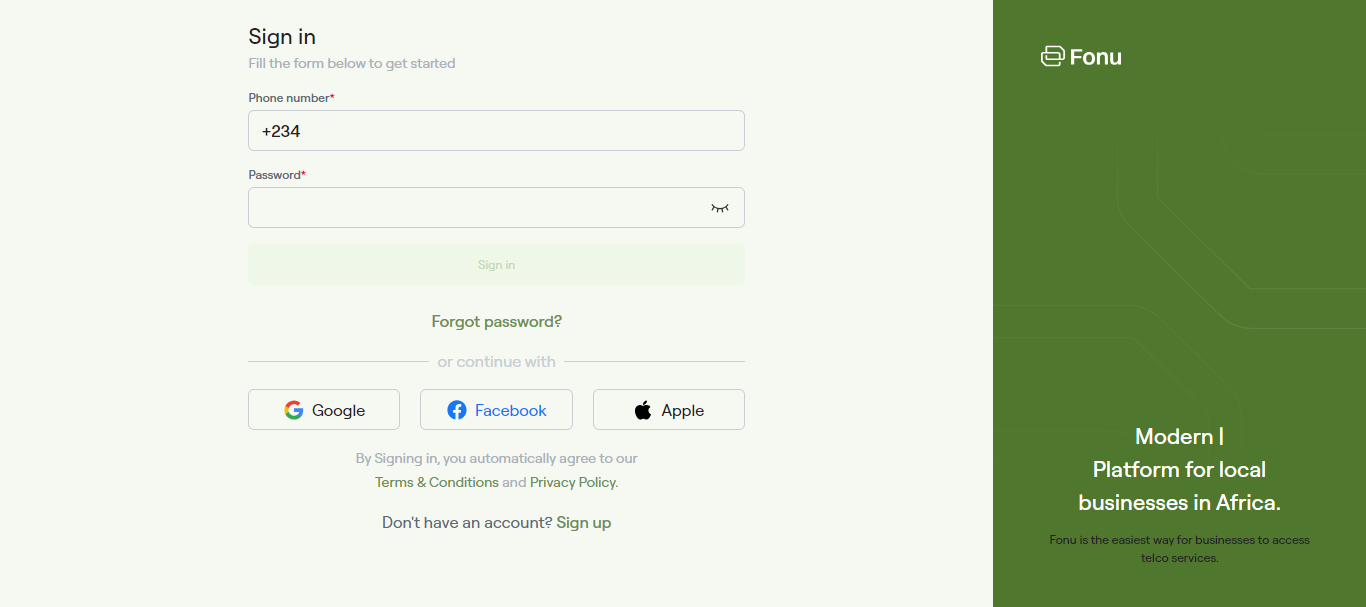 Sign in
Fill the form below to get started
Phone number*
+234
Password*
Sign in
Forgot password?
or continue with
Google
Facebook
Apple
By Signing in, you automatically agree to our
Terms & Conditions and Privacy Policy.
Don't have an account? Sign up
Fonu
Modern |
Platform for local
businesses in Africa.
Fonu is the easiest way for businesses to access
telco services.